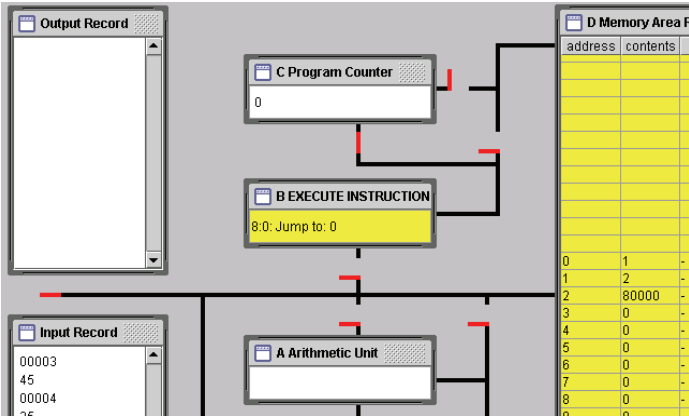 Output Record
C Program Counter
0
B EXECUTE INSTRUCTION
8:0: Jump to: 0
Input Record
00003
45
00004
A Arithmetic Unit
D Memory Area
address contents
0 1 -
1 2 -
2 80000 -
3 0 -
4 0 -
5 0 -
6 0 -
7 0 -
8 0 -